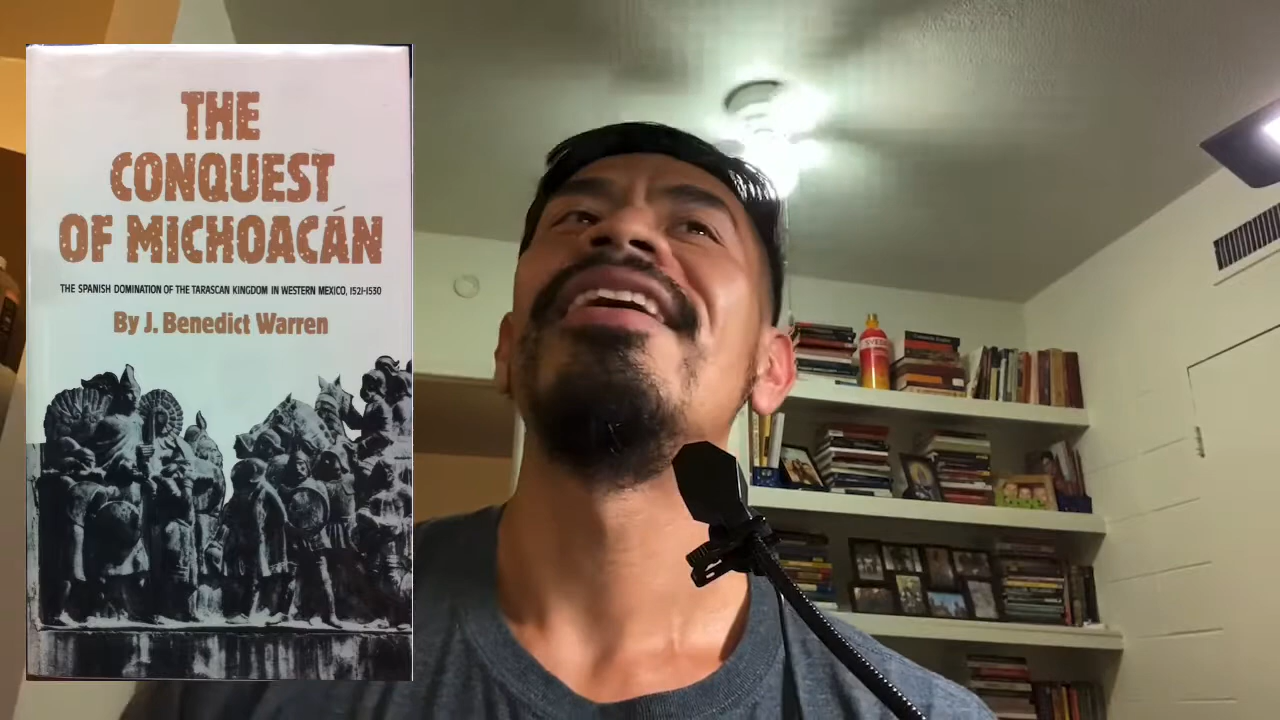 THE
CONQUEST
OF MICHOACÁN
THE SPANISH DOMINATION OF THE TARASCAN KINGDOM IN WESTERN MEXICO, 1521-1530
By J. Benedict Warren